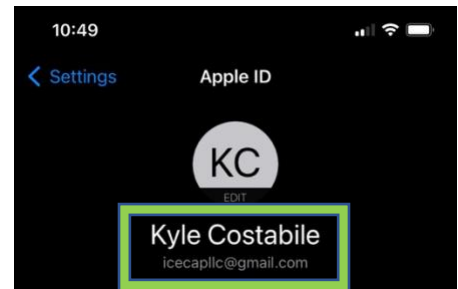 10:49
Settings
Apple ID
KC
EDIT
Kyle Costabile
icecapllc@gmail.com